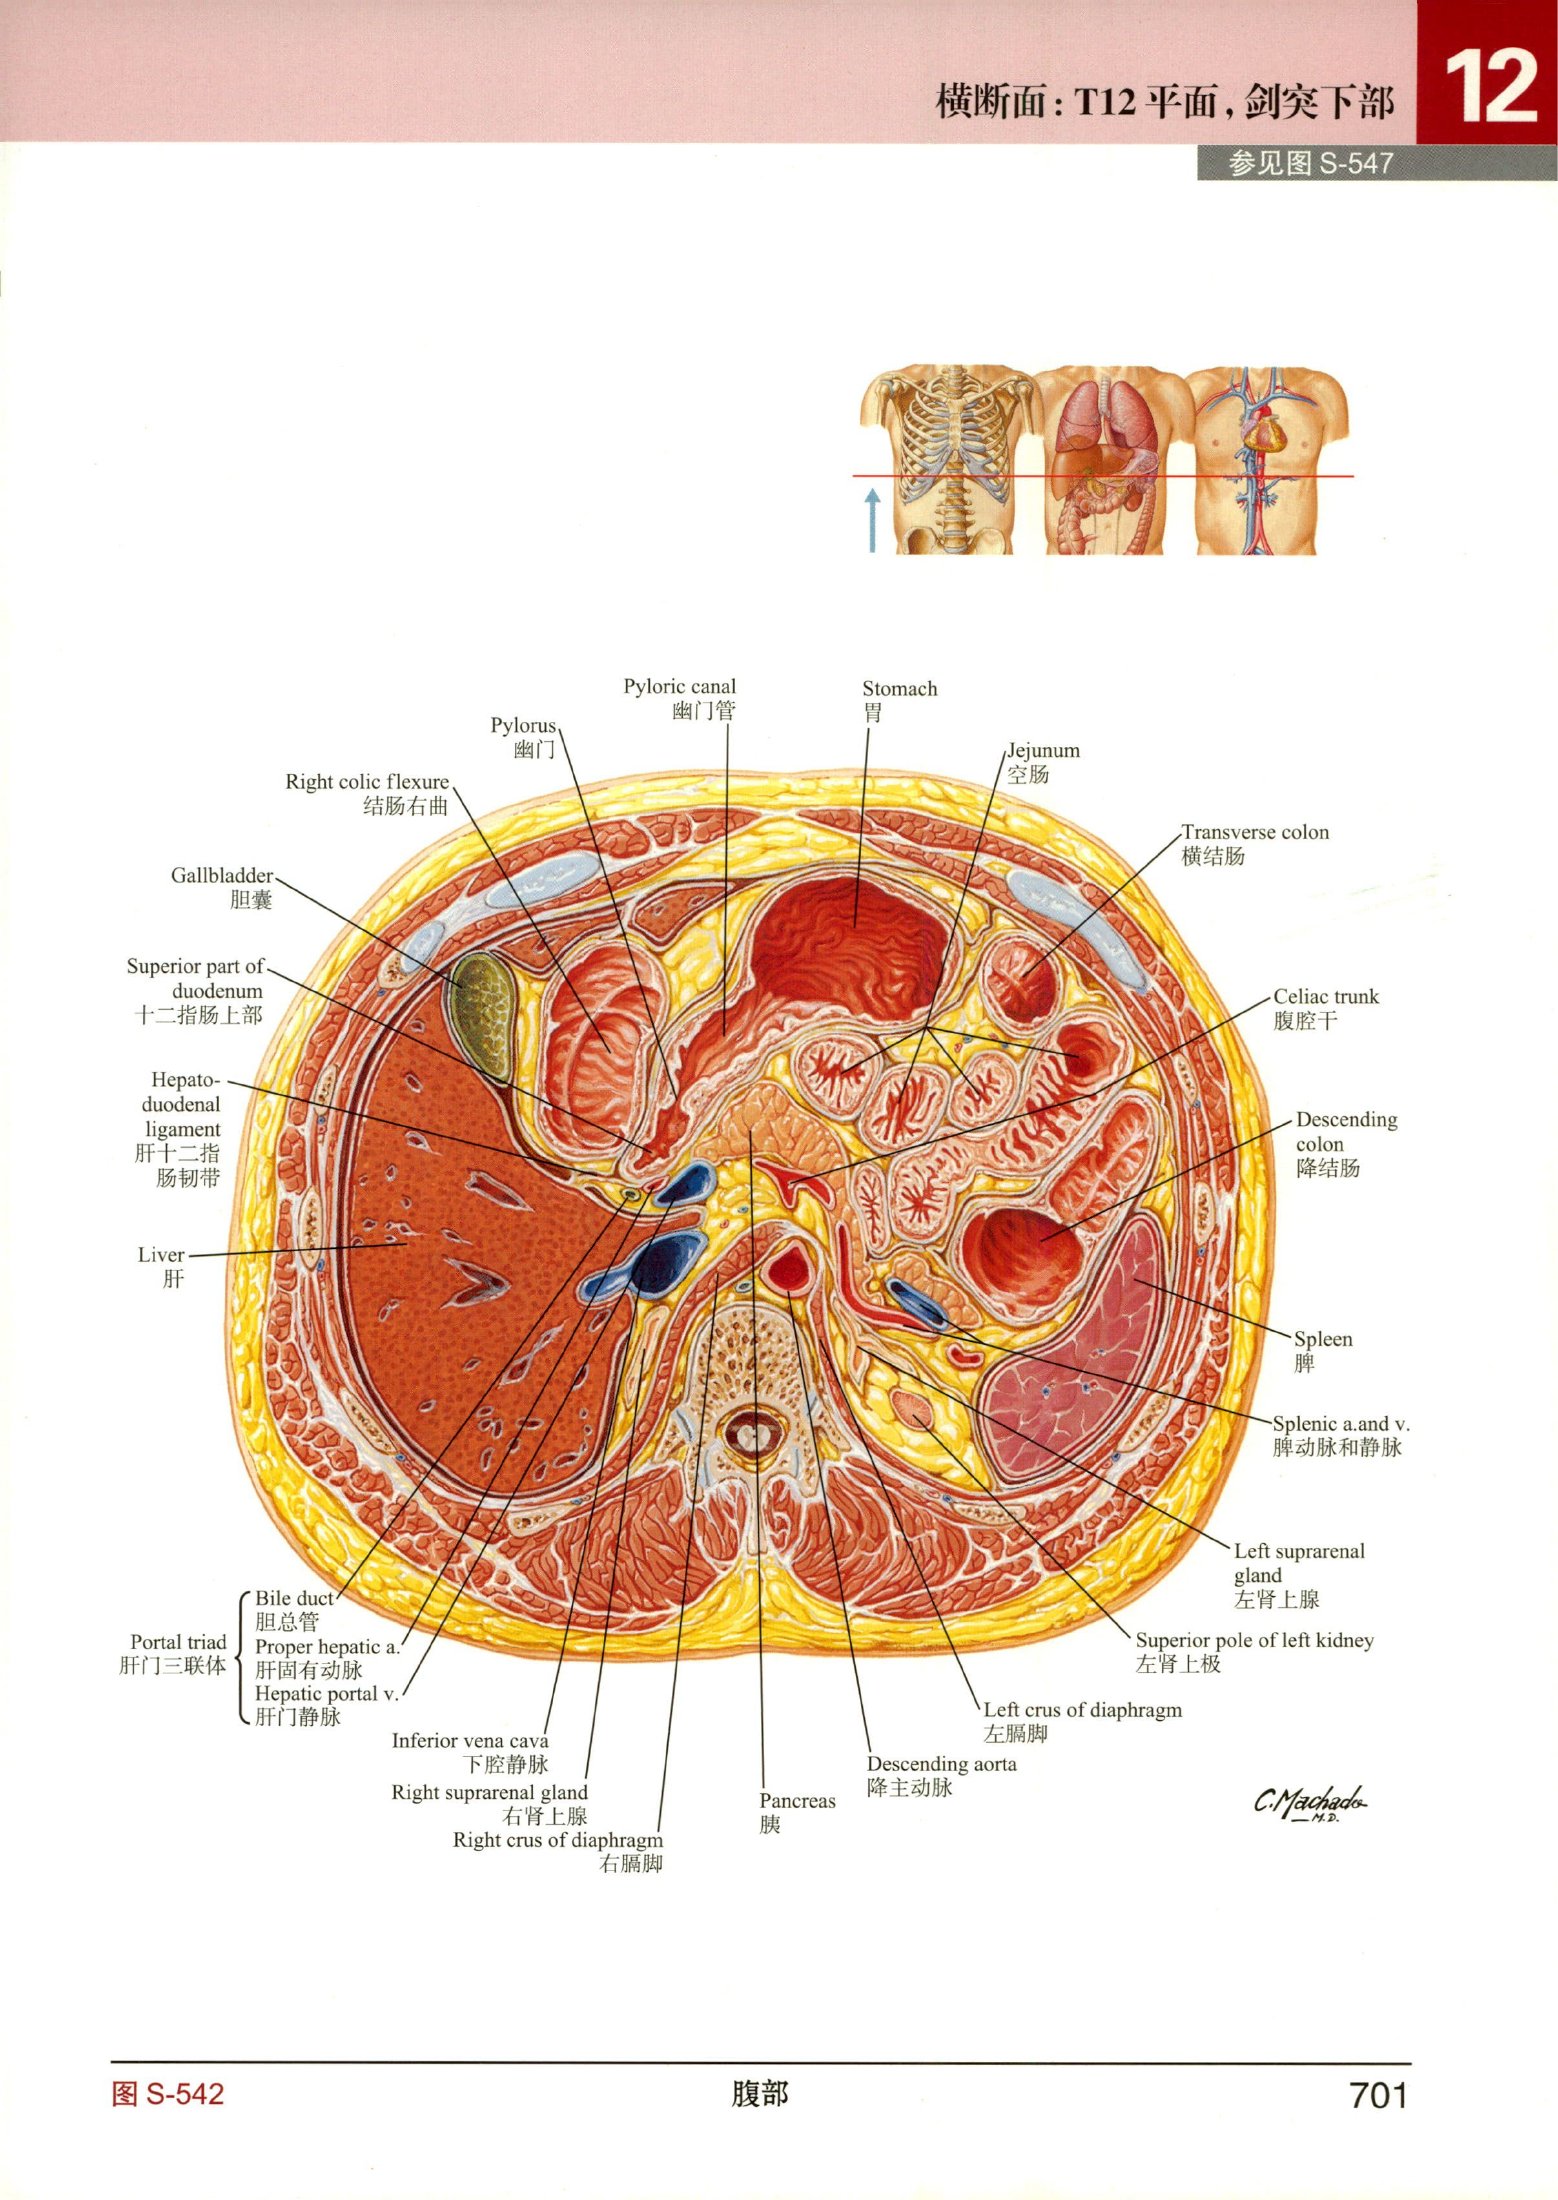 12
横断面：T12 平面，剑突下部
参见图 S-547
Pyloric canal
幽门管
Stomach
胃
Pylorus
幽门
Jejunum
空肠
Right colic flexure
结肠右曲
Transverse colon
横结肠
Gallbladder
胆囊
Superior part of
duodenum
十二指肠上部
Celiac trunk
腹腔干
Hepato-
duodenal
ligament
肝十二指
肠韧带
Descending
colon
降结肠
Liver
肝
Spleen
脾
Splenic a.and v.
脾动脉和静脉
Left suprarenal
gland
左肾上腺
Portal triad
肝门三联体
Bile duct
胆总管
Proper hepatic a.
肝固有动脉
Hepatic portal v.
肝门静脉
Superior pole of left kidney
左肾上极
Left crus of diaphragm
左膈脚
Inferior vena cava
下腔静脉
Descending aorta
降主动脉
Right suprarenal gland
右肾上腺
Pancreas
胰
Right crus of diaphragm
右膈脚
C.Machado
M.D.
图 S-542
腹部
701